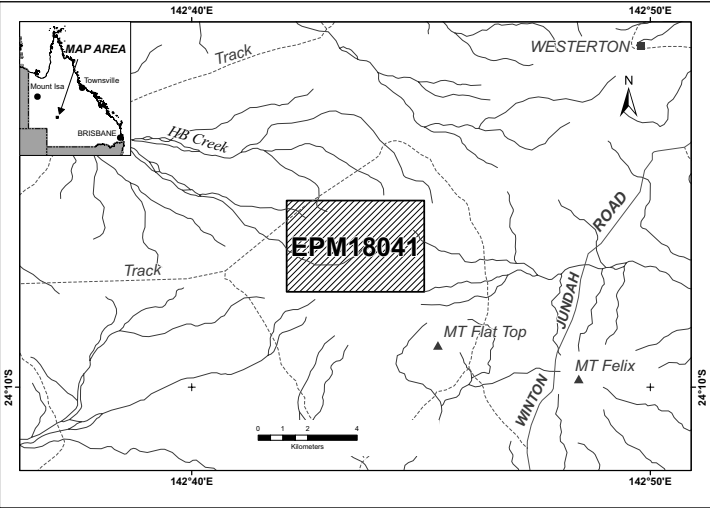 142°40'E
142°50'E
MAP AREA
Mount Isa
Townsville
BRISBANE
Track
WESTERTON
N
HB Creek
EPM18041
ROAD
Track
JUNDAH
MT Flat Top
MT Felix
WINTON
24°10'S
24°10'S
0 1 2 4
Kilometers
142°40'E
142°50'E